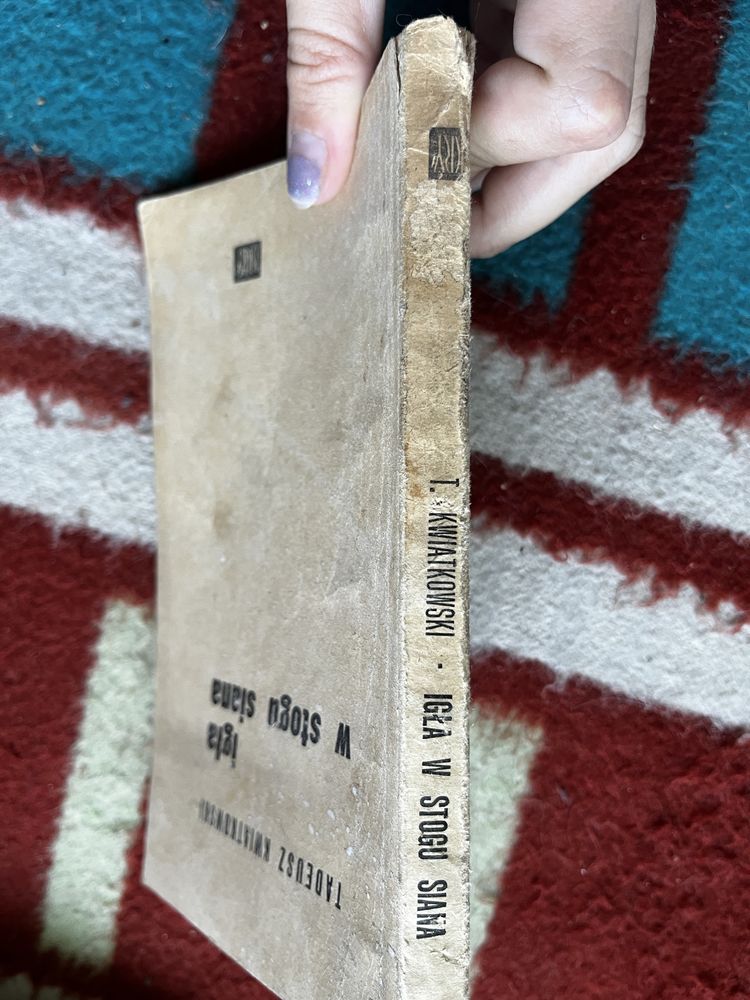 TADEUSZ KWIATKOWSKI
igła
w stogu siana
T. KWIATKOWSKI · IGŁA W STOGU SIANA